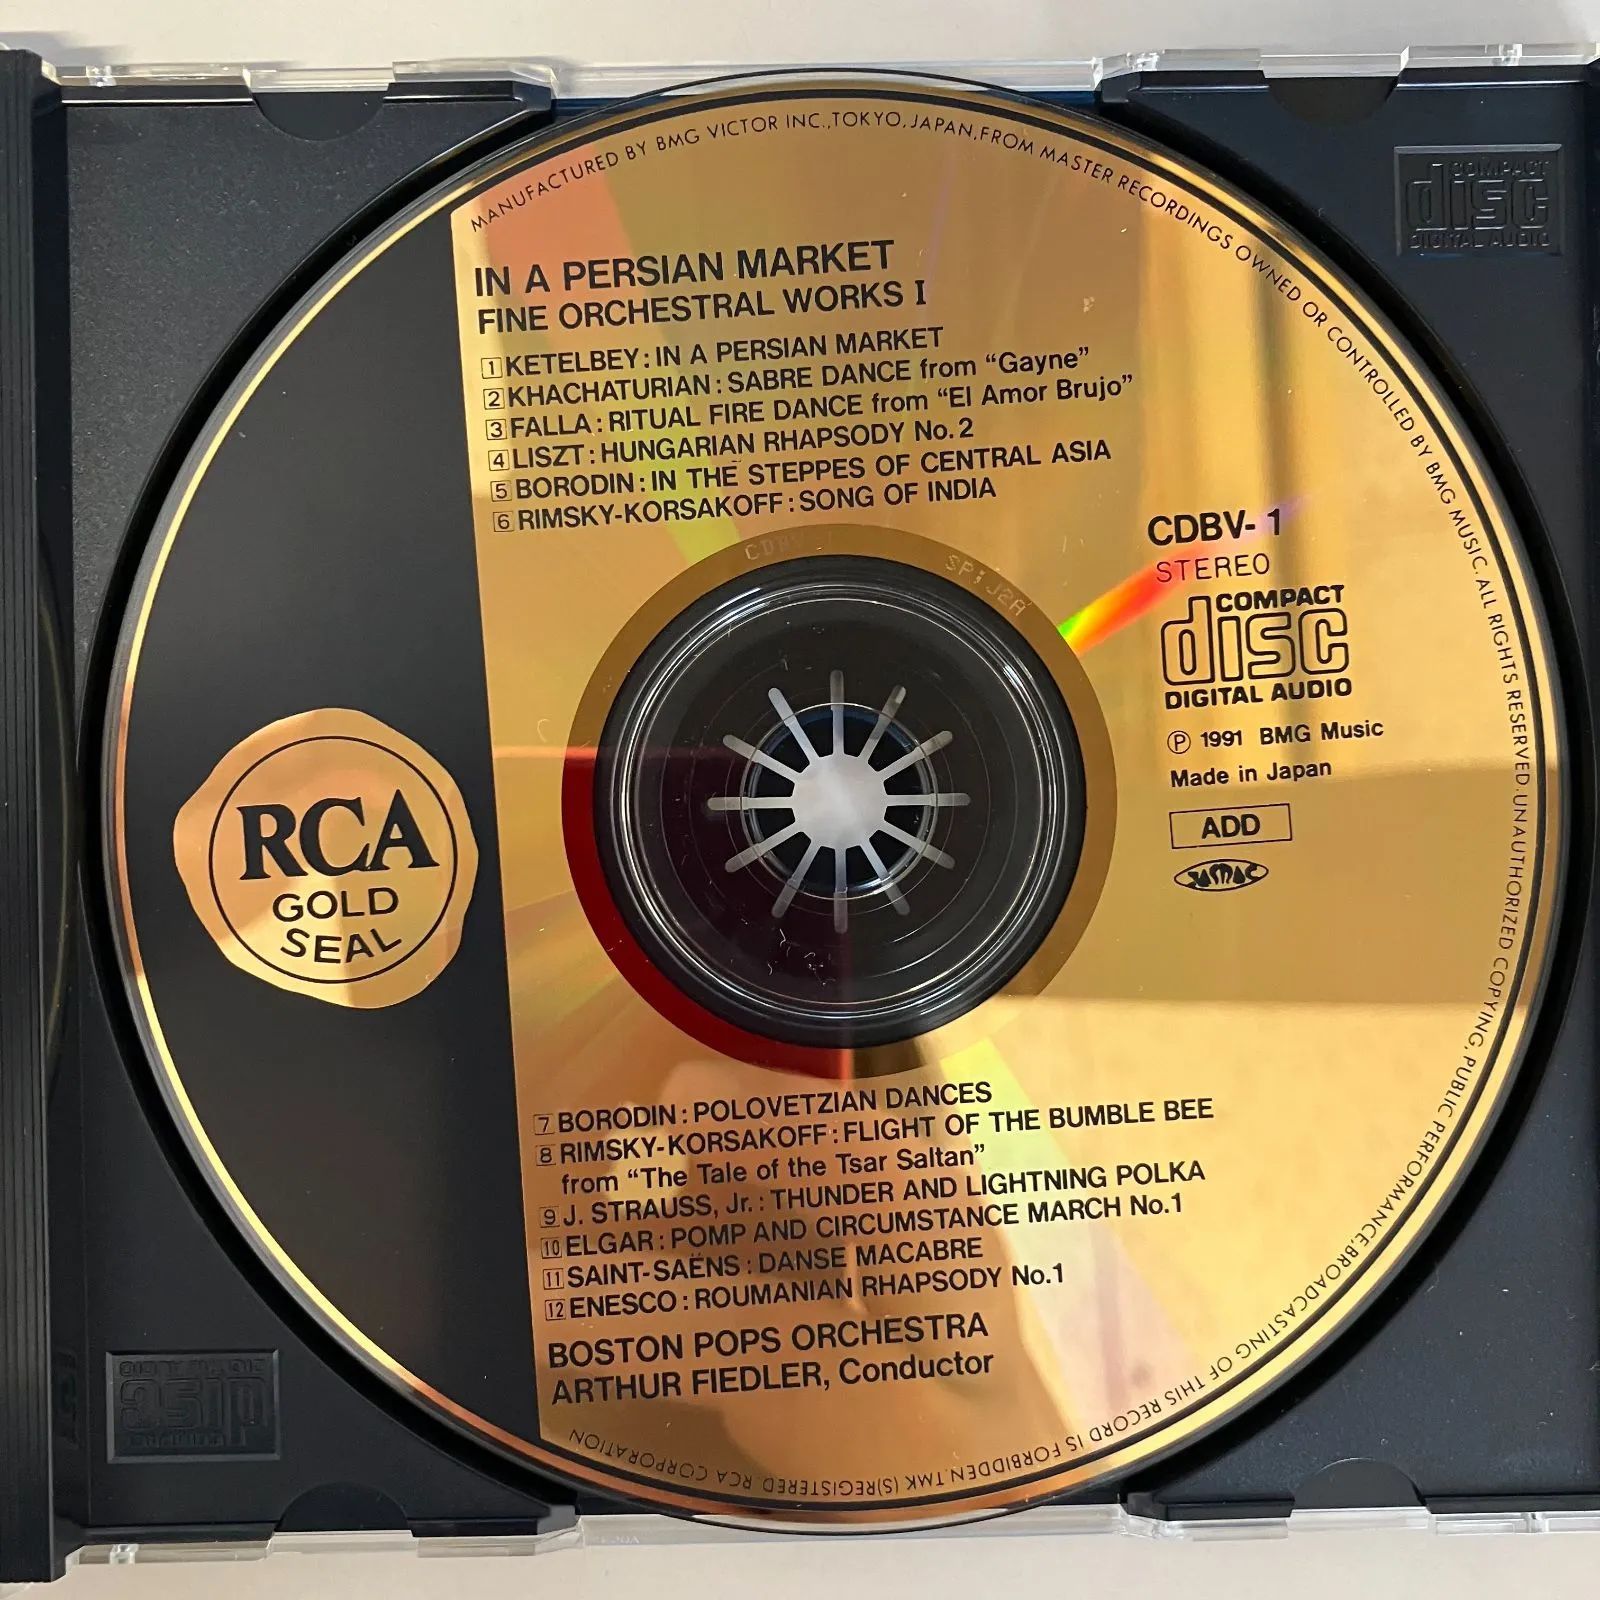 MANUFACTURED BY BMG VICTOR INC.,TOKYO,JAPAN,FROM MASTER RECORDINGS OWNED OR CONTROLLED BY BMG MUSIC. ALL RIGHTS RESERVED. UNAUTHORIZED COPYING, PUBLIC PERFORMANCE, BROADCASTING OF THIS RECORD IS FORBIDDEN. TMK (S)REGISTERED. RCA CORPORATION
IN A PERSIAN MARKET
FINE ORCHESTRAL WORKS I
1 KETELBEY : IN A PERSIAN MARKET
2 KHACHATURIAN : SABRE DANCE from “Gayne”
3 FALLA : RITUAL FIRE DANCE from “El Amor Brujo”
4 LISZT : HUNGARIAN RHAPSODY No. 2
5 BORODIN : IN THE STEPPES OF CENTRAL ASIA
6 RIMSKY-KORSAKOFF : SONG OF INDIA
CDBV-1
STEREO
COMPACT
disc
DIGITAL AUDIO
Ⓟ 1991 BMG Music
Made in Japan
ADD
JASRAC
RCA
GOLD
SEAL
7 BORODIN : POLOVETZIAN DANCES
8 RIMSKY-KORSAKOFF : FLIGHT OF THE BUMBLE BEE
from “The Tale of the Tsar Saltan”
9 J. STRAUSS, Jr. : THUNDER AND LIGHTNING POLKA
10 ELGAR : POMP AND CIRCUMSTANCE MARCH No.1
11 SAINT-SAËNS : DANSE MACABRE
12 ENESCO : ROUMANIAN RHAPSODY No.1
BOSTON POPS ORCHESTRA
ARTHUR FIEDLER, Conductor
COMPACT
disc
DIGITAL AUDIO
COMPACT
disc
DIGITAL AUDIO